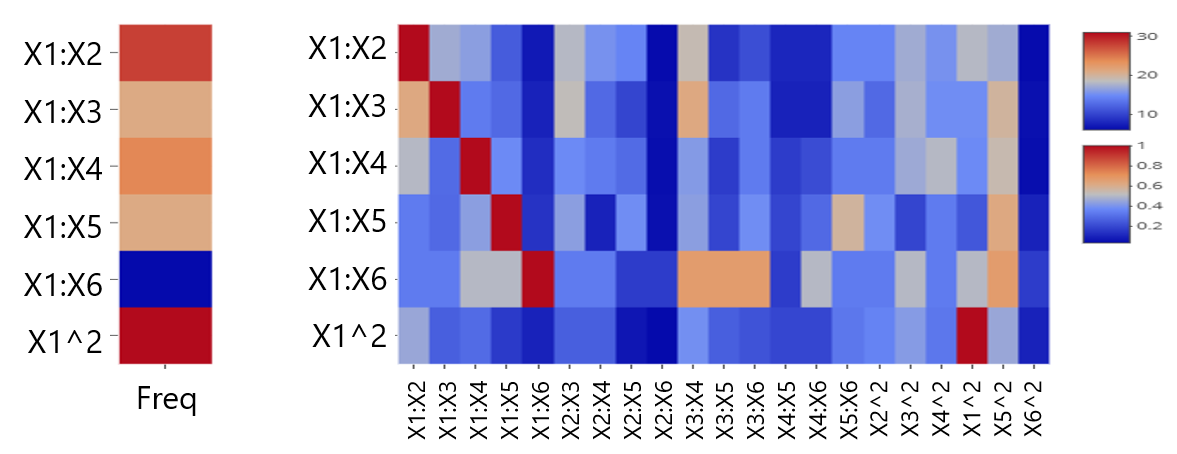 X1:X2
X1:X3
X1:X4
X1:X5
X1:X6
X1^2
Freq
X1:X2
X1:X3
X1:X4
X1:X5
X1:X6
X1^2
X1:X2
X1:X3
X1:X4
X1:X5
X1:X6
X2:X3
X2:X4
X2:X5
X2:X6
X3:X4
X3:X5
X3:X6
X4:X5
X4:X6
X5:X6
X2^2
X3^2
X4^2
X1^2
X5^2
X6^2
30
20
10
1
0.8
0.6
0.4
0.2